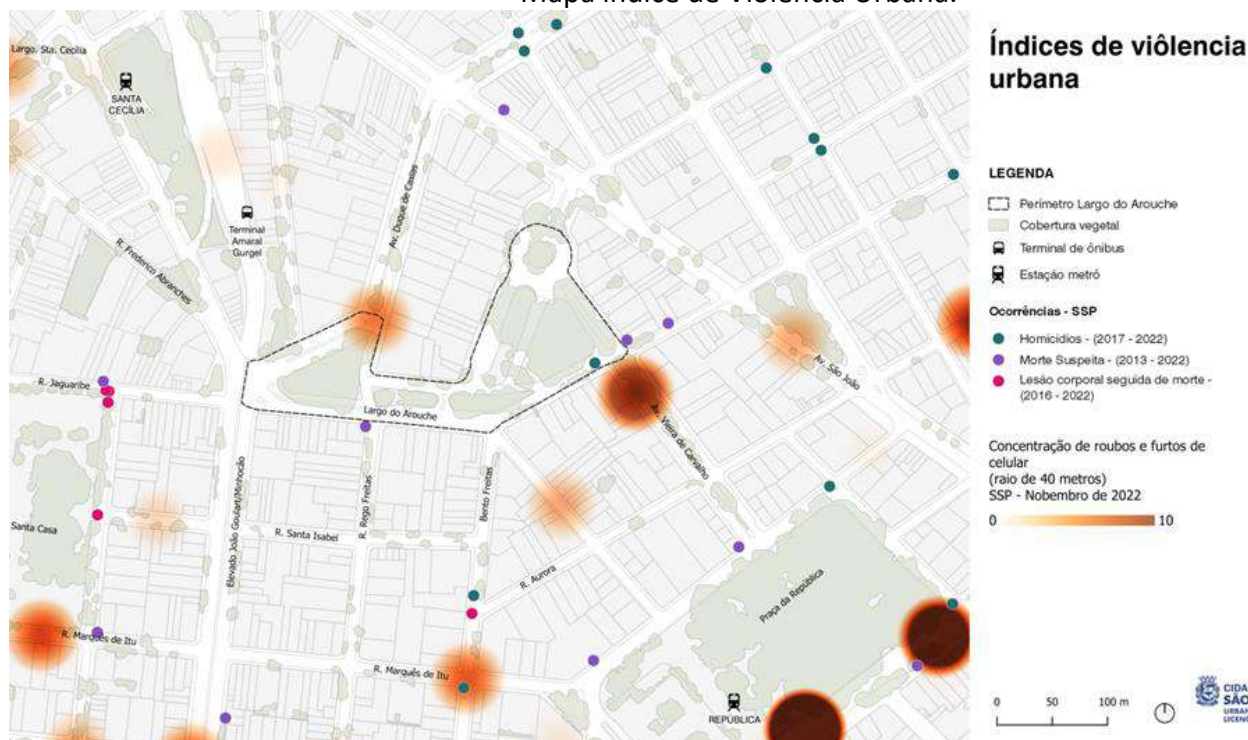 Mapa Índice de Violência Urbana.
Largo. Sta. Cecília
SANTA
CECÍLIA
Terminal
Amaral
Gurgel
R. Frederico Abranches
Av. Duque de Caxias
R. Jaguaribe
Largo do Arouche
Av. São João
Av. Vieira de Carvalho
Santa Casa
Elevado João Goulart/Minhocão
R. Rego Freitas
Bento Freitas
R. Santa Isabel
R. Aurora
Praça da República
R. Marquês de Itu
R. Marquês de Itu
REPÚBLICA
Índices de viôlencia
urbana
LEGENDA
Perímetro Largo do Arouche
Cobertura vegetal
Terminal de ônibus
Estação metrô
Ocorrências - SSP
Homicídios - (2017 - 2022)
Morte Suspeita - (2013 - 2022)
Lesão corporal seguida de morte -
(2016 - 2022)
Concentração de roubos e furtos de
celular
(raio de 40 metros)
SSP - Nobembro de 2022
0 10
0 50 100 m
CIDA
SÃO
URBAN
LICENC